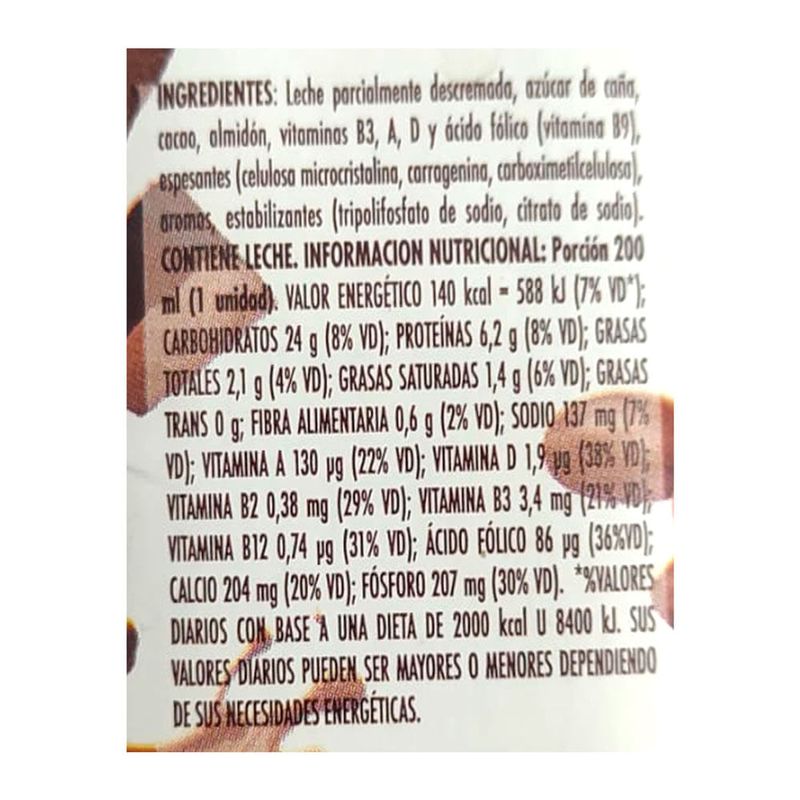 INGREDIENTES: Leche parcialmente descremada, azúcar de caña,
cacao, almidón, vitaminas B3, A, D y ácido fólico (vitamina B9),
espesantes (celulosa microcristalina, carragenina, carboximetilcelulosa),
aromas, estabilizantes (tripolifosfato de sodio, citrato de sodio).
CONTIENE LECHE. INFORMACION NUTRICIONAL: Porción 200
ml (1 unidad). VALOR ENERGÉTICO 140 kcal = 588 kJ (7% VD*);
CARBOHIDRATOS 24 g (8% VD); PROTEÍNAS 6,2 g (8% VD); GRASAS
TOTALES 2,1 g (4% VD); GRASAS SATURADAS 1,4 g (6% VD); GRASAS
TRANS 0 g; FIBRA ALIMENTARIA 0,6 g (2% VD); SODIO 137 mg (7%
VD); VITAMINA A 130 µg (22% VD); VITAMINA D 1,9 µg (38% VD);
VITAMINA B2 0,38 mg (29% VD); VITAMINA B3 3,4 mg (21% VD);
VITAMINA B12 0,74 µg (31% VD); ÁCIDO FÓLICO 86 µg (36%VD);
CALCIO 204 mg (20% VD); FÓSFORO 207 mg (30% VD). *%VALORES
DIARIOS CON BASE A UNA DIETA DE 2000 kcal U 8400 kJ. SUS
VALORES DIARIOS PUEDEN SER MAYORES O MENORES DEPENDIENDO
DE SUS NECESIDADES ENERGÉTICAS.